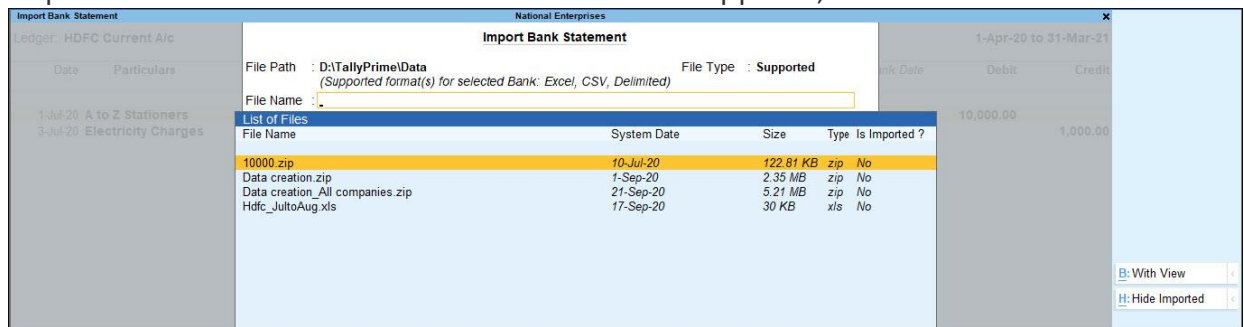 Import Bank Statement National Enterprises ×
Ledger: HDFC Current A/c 1-Apr-20 to 31-Mar-21
Import Bank Statement
Date Particulars Bank Date Debit Credit
File Path : D:\TallyPrime\Data File Type : Supported
(Supported format(s) for selected Bank: Excel, CSV, Delimited)
File Name :
1-Jul-20 A to Z Stationers 10,000.00
3-Jul-20 Electricity Charges 1,000.00
List of Files
File Name System Date Size Type Is Imported ?
10000.zip 10-Jul-20 122.81 KB zip No
Data creation.zip 1-Sep-20 2.35 MB zip No
Data creation_All companies.zip 21-Sep-20 5.21 MB zip No
Hdfc_JultoAug.xls 17-Sep-20 30 KB xls No
B: With View
H: Hide Imported